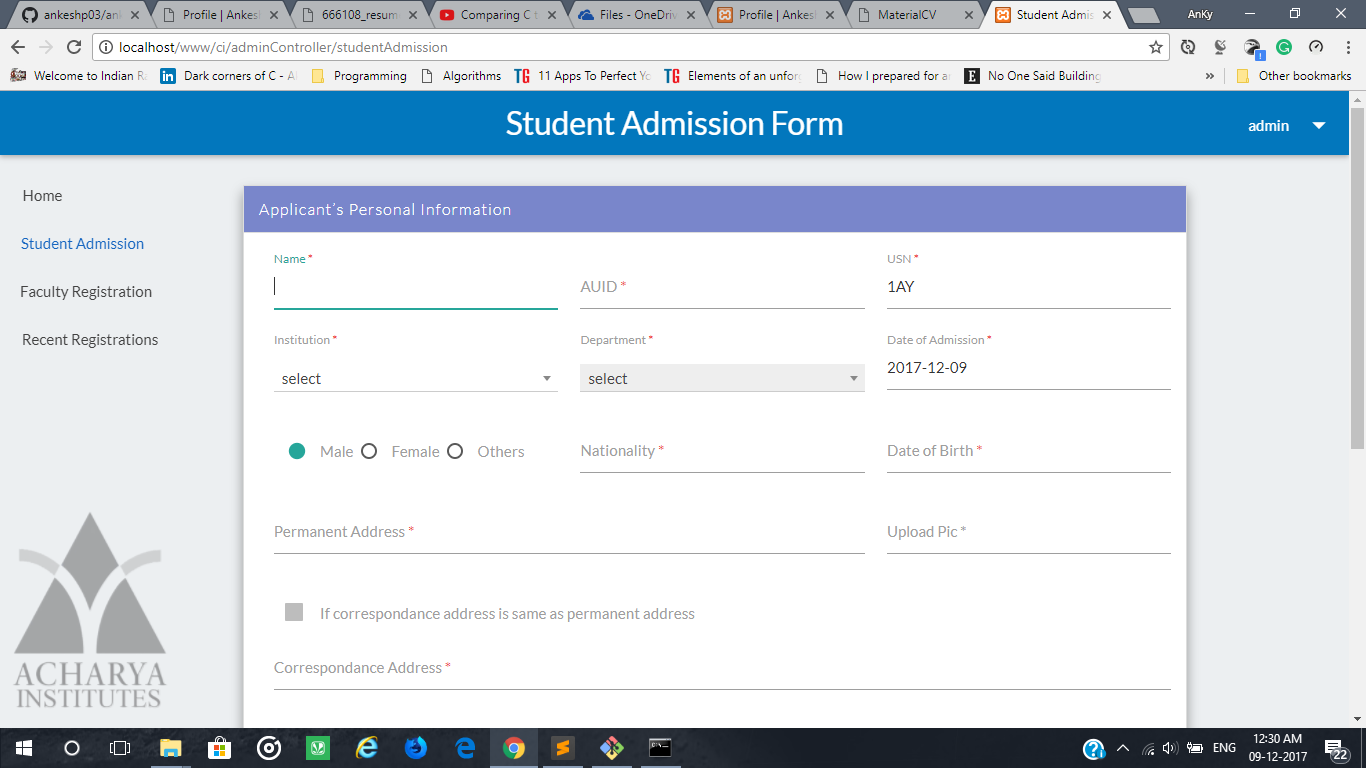 ankeshp03/an
Profile | Ankes
666108_resum
Comparing C t
Files - OneDriv
Profile | Ankes
MaterialCV
Student Admis
AnKy
localhost/www/ci/adminController/studentAdmission
Welcome to Indian Ra
Dark corners of C - A
Programming
Algorithms
TG 11 Apps To Perfect Yo
TG Elements of an unforg
How I prepared for a
E No One Said Building
» Other bookmarks
Student Admission Form
admin
Home
Student Admission
Faculty Registration
Recent Registrations
ACHARYA
INSTITUTES
Applicant's Personal Information
Name *
AUID *
USN *
1AY
Institution *
select
Department *
select
Date of Admission *
2017-12-09
Male Female Others
Nationality *
Date of Birth *
Permanent Address *
Upload Pic *
If correspondance address is same as permanent address
Correspondance Address *
ENG
12:30 AM
09-12-2017
22